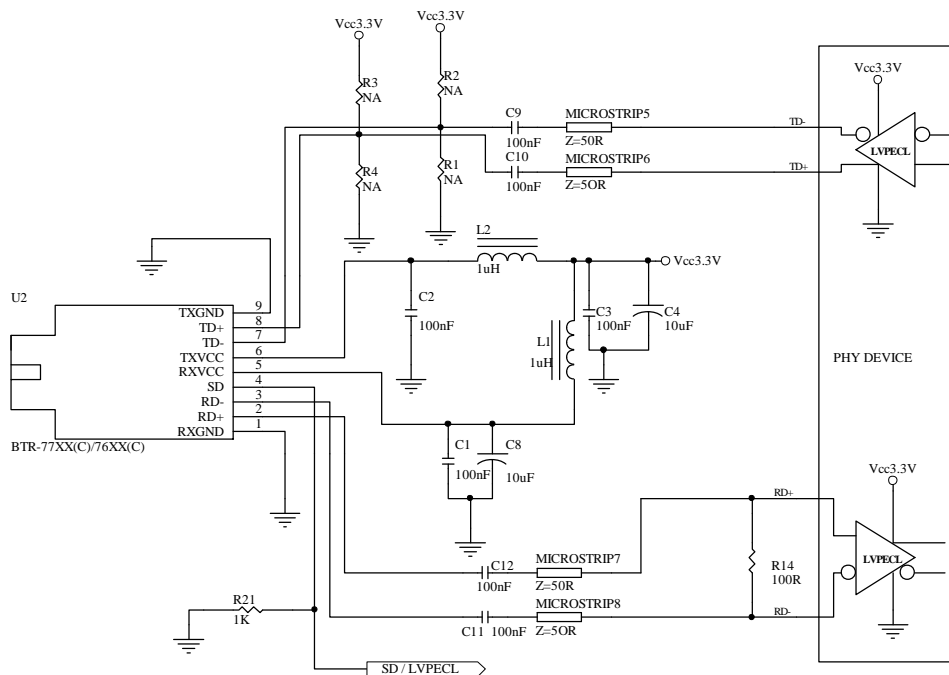 Vcc3.3V
Vcc3.3V
R3
NA
R2
NA
Vcc3.3V
C9
100nF
MICROSTRIP5
Z=50R
TD-
LVPECL
C10
100nF
MICROSTRIP6
Z=5OR
TD+
R4
NA
R1
NA
L2
1uH
Vcc3.3V
U2
C2
100nF
C3
100nF
C4
10uF
L1
1uH
PHY DEVICE
TXGND 9
TD+ 8
TD- 7
TXVCC 6
RXVCC 5
SD 4
RD- 3
RD+ 2
RXGND 1
BTR-77XX(C)/76XX(C)
C1
100nF
C8
10uF
Vcc3.3V
RD+
LVPECL
C12
100nF
MICROSTRIP7
Z=50R
R14
100R
R21
1K
C11 100nF
MICROSTRIP8
Z=5OR
RD-
SD / LVPECL